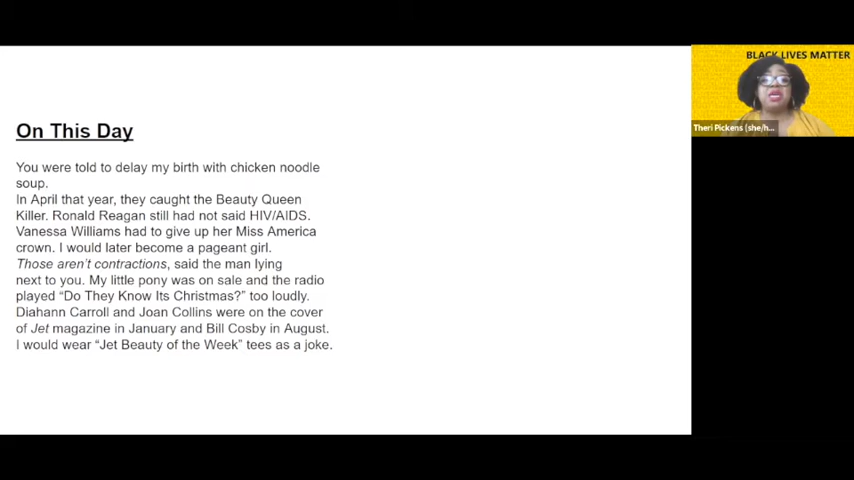 BLACK LIVES MATTER
Theri Pickens (she/h...
On This Day
You were told to delay my birth with chicken noodle
soup.
In April that year, they caught the Beauty Queen
Killer. Ronald Reagan still had not said HIV/AIDS.
Vanessa Williams had to give up her Miss America
crown. I would later become a pageant girl.
Those aren’t contractions, said the man lying
next to you. My little pony was on sale and the radio
played “Do They Know Its Christmas?” too loudly.
Diahann Carroll and Joan Collins were on the cover
of Jet magazine in January and Bill Cosby in August.
I would wear “Jet Beauty of the Week” tees as a joke.